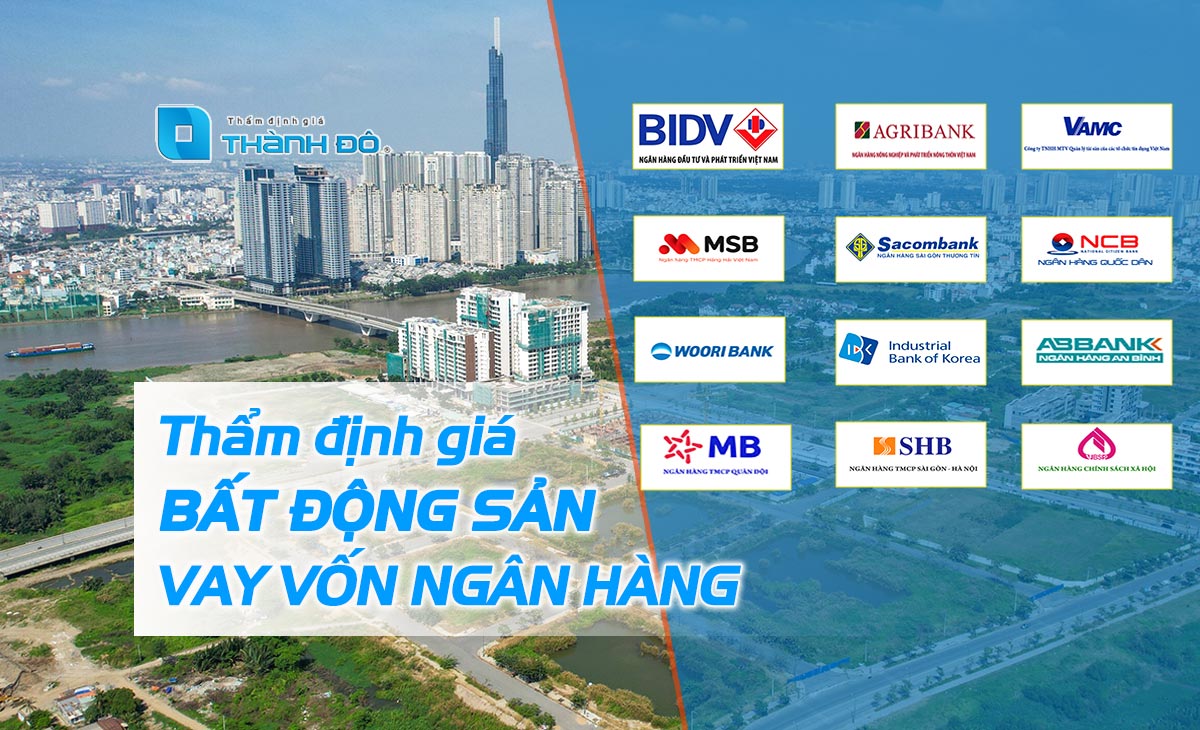 Thẩm định giá
THÀNH ĐÔ
®
BIDV
NGÂN HÀNG ĐẦU TƯ VÀ PHÁT TRIỂN VIỆT NAM
AGRIBANK
NGÂN HÀNG NÔNG NGHIỆP VÀ PHÁT TRIỂN NÔNG THÔN VIỆT NAM
VAMC
Công ty TNHH MTV Quản lý tài sản của các tổ chức tín dụng Việt Nam
MSB
Ngân hàng TMCP Hàng Hải Việt Nam
Sacombank
NGÂN HÀNG SÀI GÒN THƯƠNG TÍN
NCB
NATIONAL CITIZEN BANK
NGÂN HÀNG QUỐC DÂN
WOORI BANK
IBK
Industrial
Bank of Korea
ABBANK
NGÂN HÀNG AN BÌNH
MB
NGÂN HÀNG TMCP QUÂN ĐỘI
SHB
NGÂN HÀNG TMCP SÀI GÒN - HÀ NỘI
VBSP
NGÂN HÀNG CHÍNH SÁCH XÃ HỘI
Thẩm định giá
BẤT ĐỘNG SẢN
VAY VỐN NGÂN HÀNG